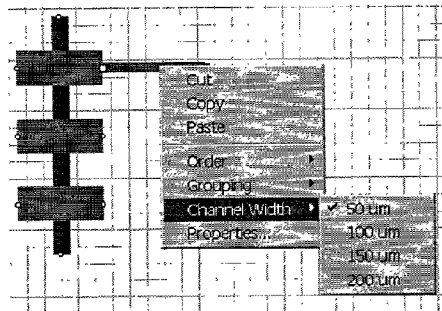 Cut
Copy
Paste
Order
Grouping
Channel Width
Properties...
50 um
100 um
150 um
200 um